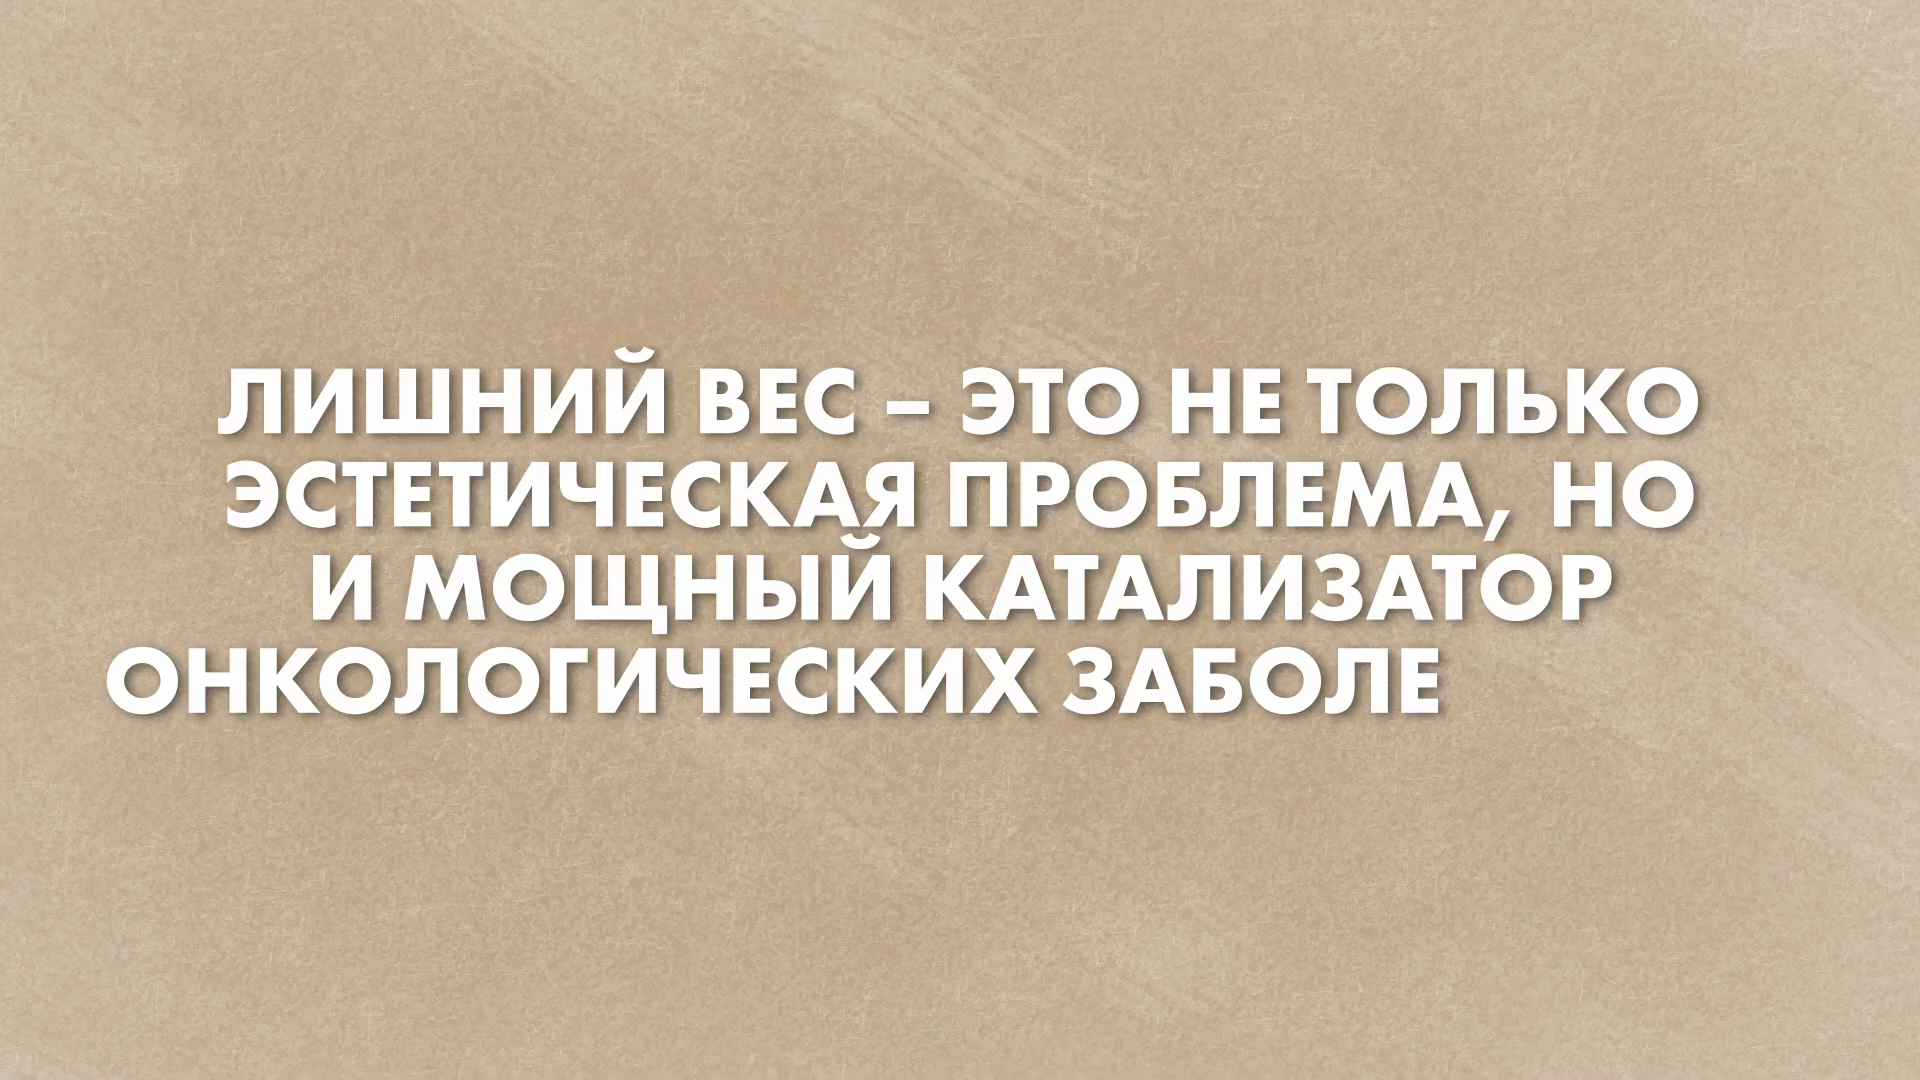 ЛИШНИЙ ВЕС – ЭТО НЕ ТОЛЬКО
ЭСТЕТИЧЕСКАЯ ПРОБЛЕМА, НО
И МОЩНЫЙ КАТАЛИЗАТОР
ОНКОЛОГИЧЕСКИХ ЗАБОЛЕ